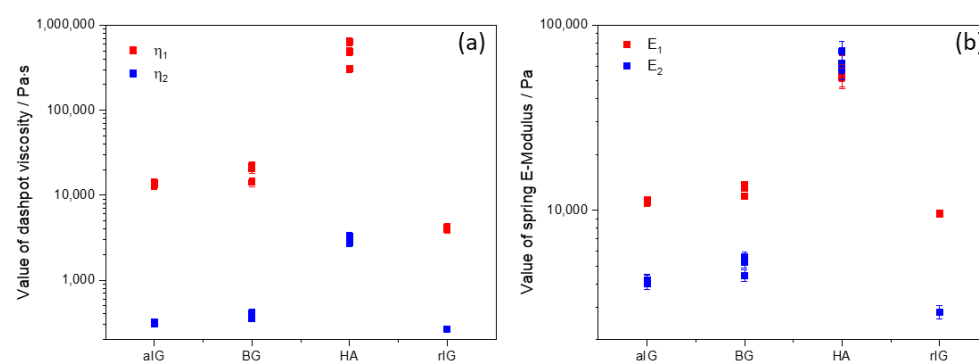 1,000,000
100,000
10,000
1,000
Value of dashpot viscosity / Pa·s
η1
η2
(a)
aIG BG HA rIG
100,000
10,000
Value of spring E-Modulus / Pa
E1
E2
(b)
aIG BG HA rIG